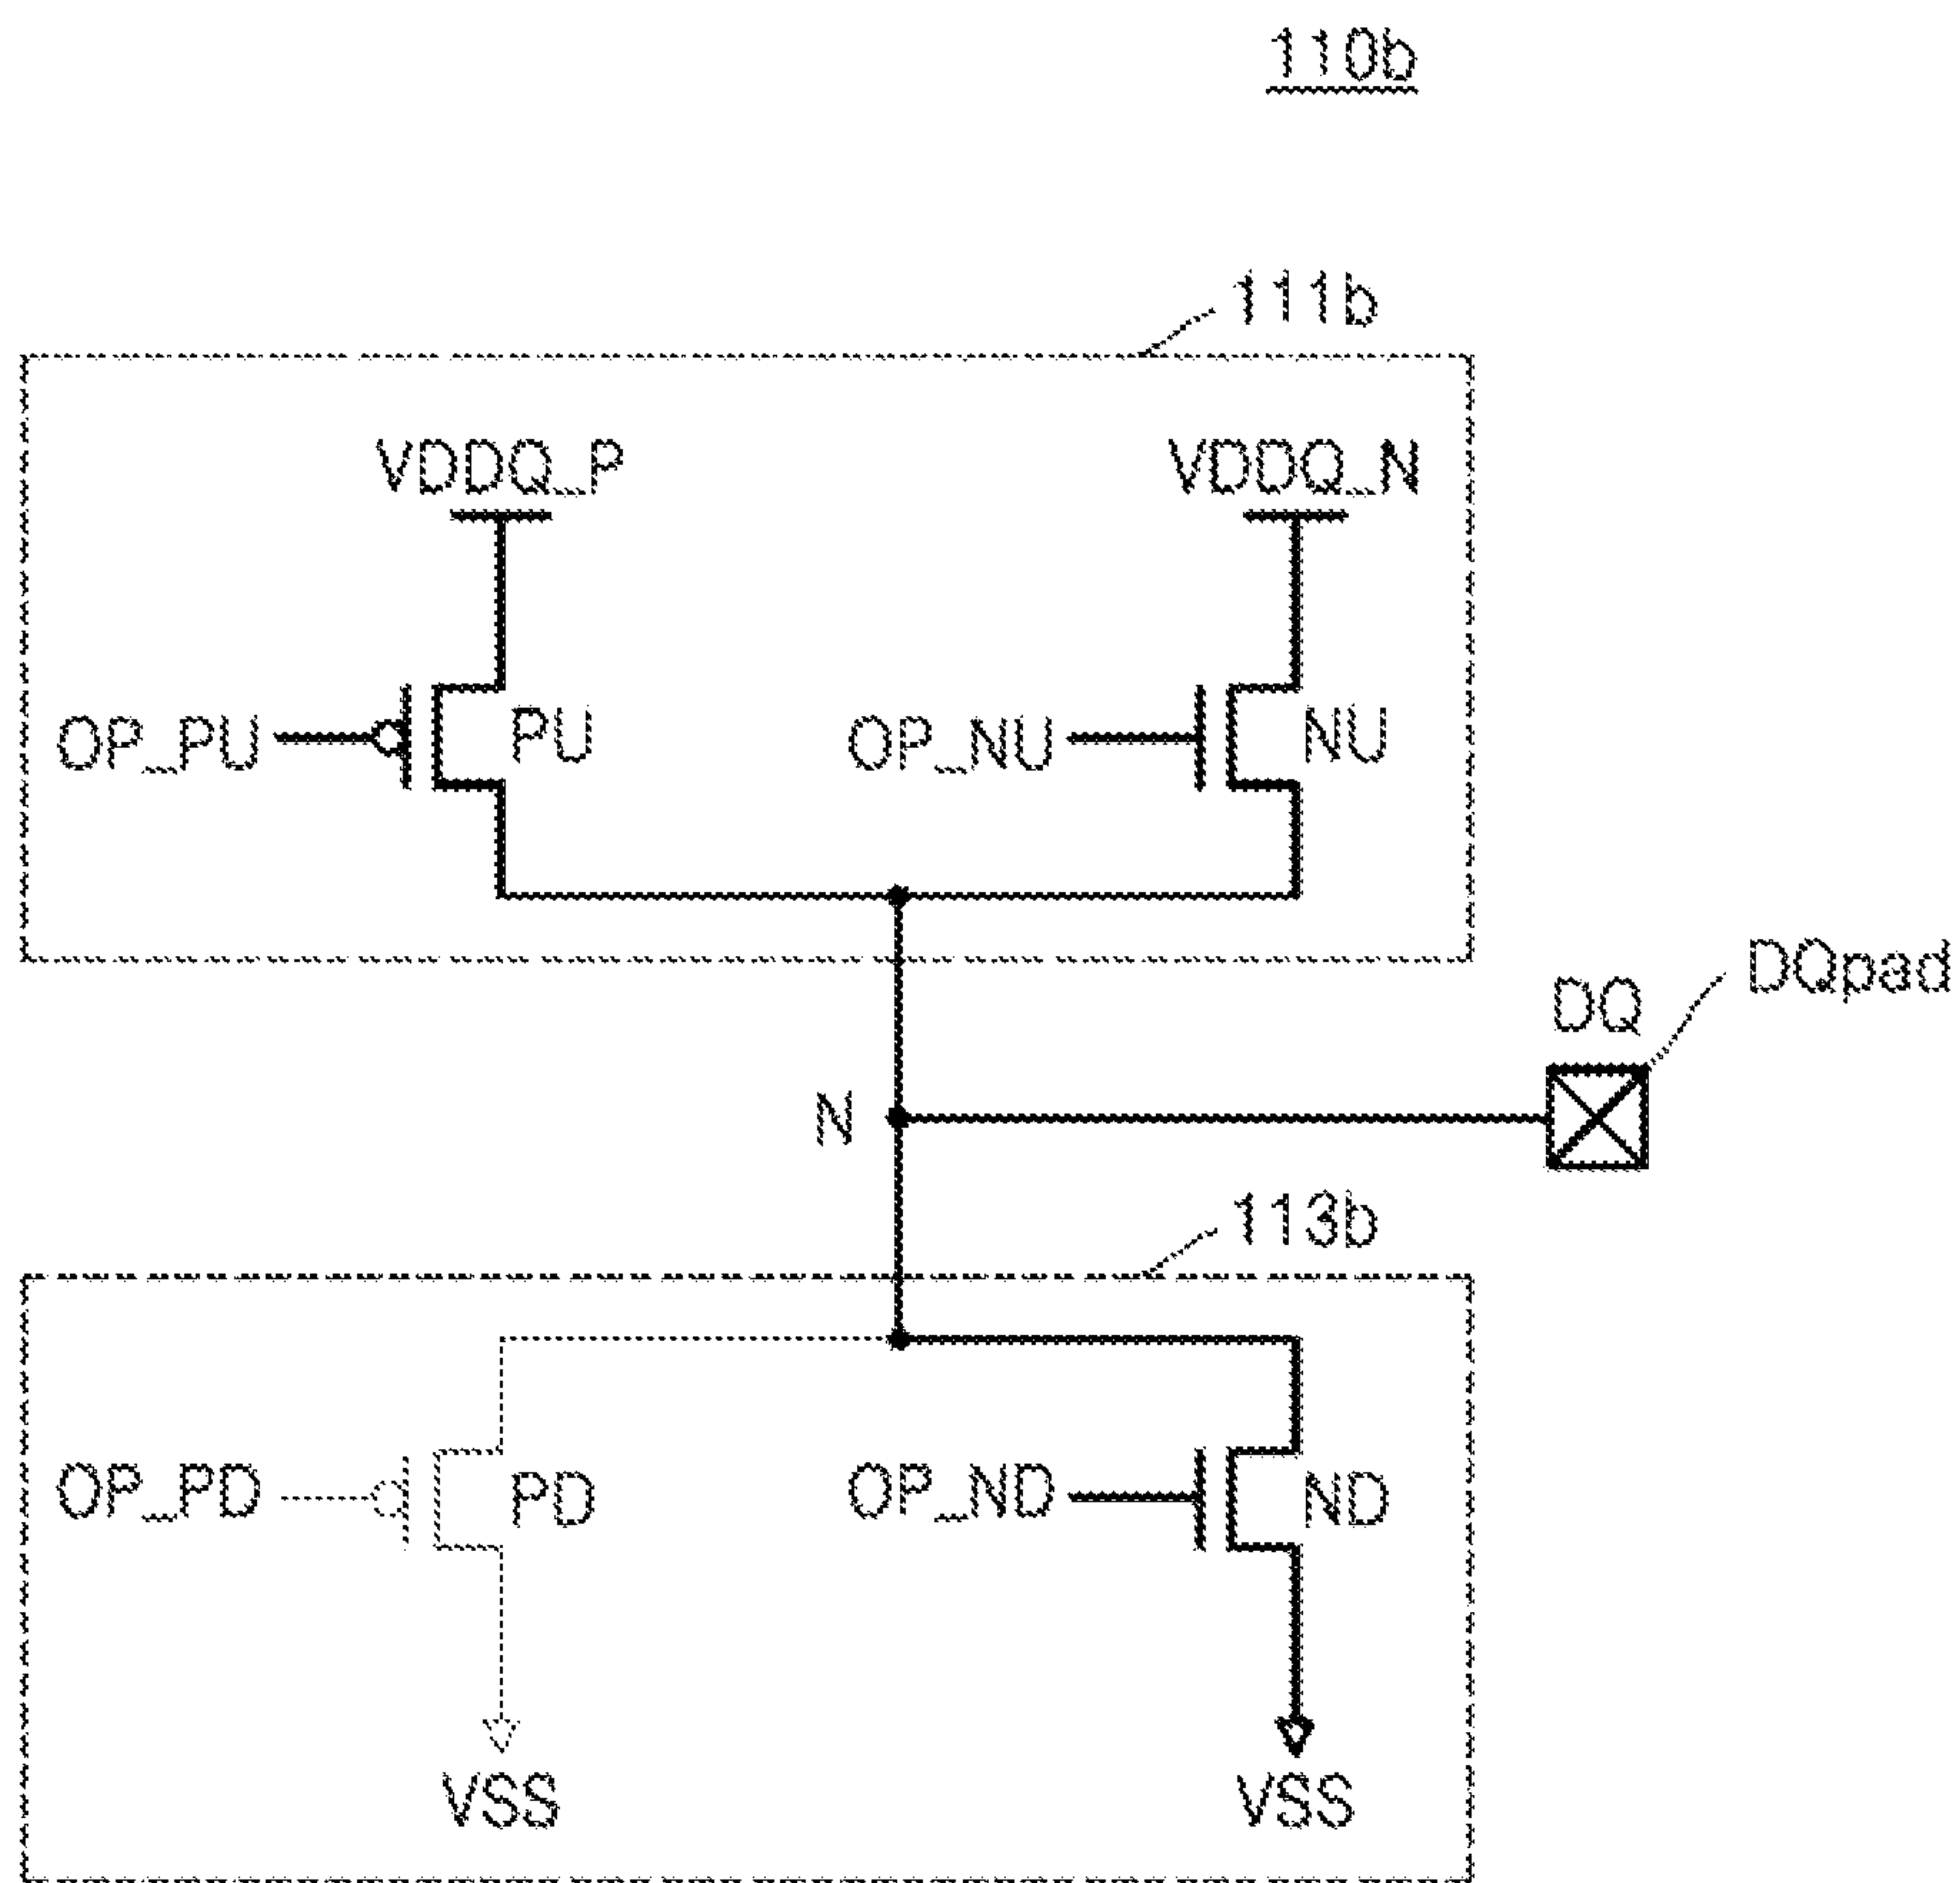 110b
111b
VDDQ_P
VDDQ_N
OP_PU
PU
OP_NU
NU
DQpad
DQ
N
113b
OP_PD
PD
OP_ND
ND
VSS
VSS